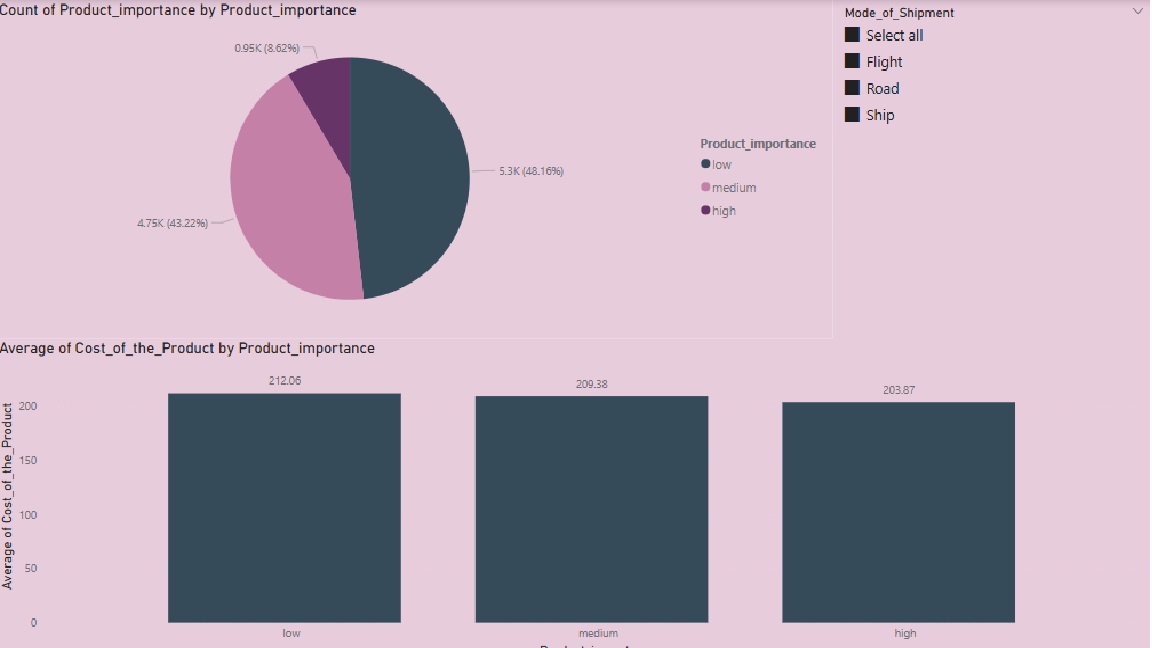 Count of Product_importance by Product_importance
0.95K (8.62%)
5.3K (48.16%)
4.75K (43.22%)
Product_importance
low
medium
high
Mode_of_Shipment
Select all
Flight
Road
Ship
Average of Cost_of_the_Product by Product_importance
Average of Cost_of_the_Product
200
150
100
50
0
212.06
209.38
203.87
low
medium
high